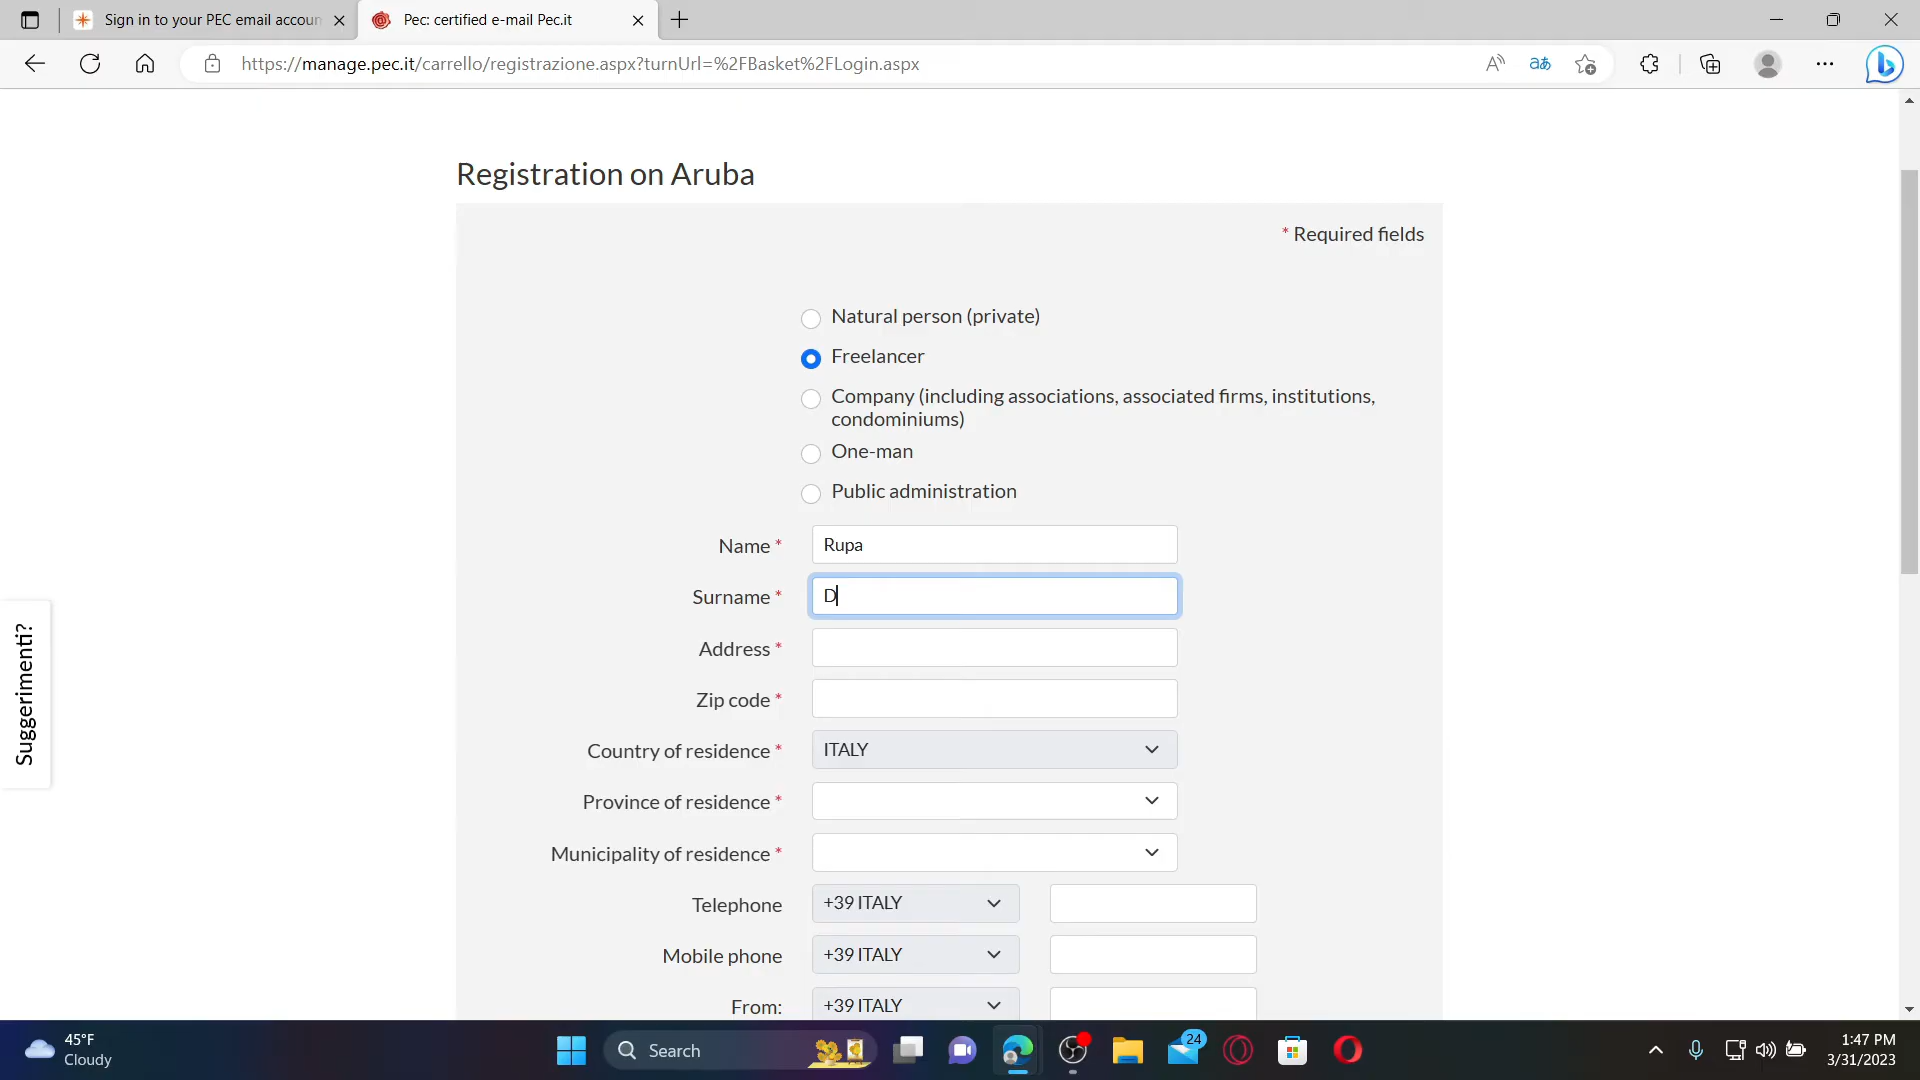 Sign in to your PEC email accoun
Pec: certified e-mail Pec.it
https://manage.pec.it/carrello/registrazione.aspx?turnUrl=%2FBasket%2FLogin.aspx
Registration on Aruba
* Required fields
Natural person (private)
Freelancer
Company (including associations, associated firms, institutions,
condominiums)
One-man
Public administration
Name * Rupa
Surname * D
Address *
Zip code *
Country of residence * ITALY
Province of residence *
Municipality of residence *
Telephone +39 ITALY
Mobile phone +39 ITALY
From: +39 ITALY
Suggerimenti?
45°F
Cloudy
Search
24
1:47 PM
3/31/2023